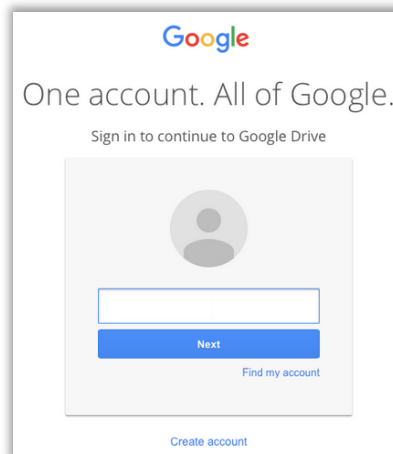 Google
One account. All of Google.
Sign in to continue to Google Drive
Next
Find my account
Create account